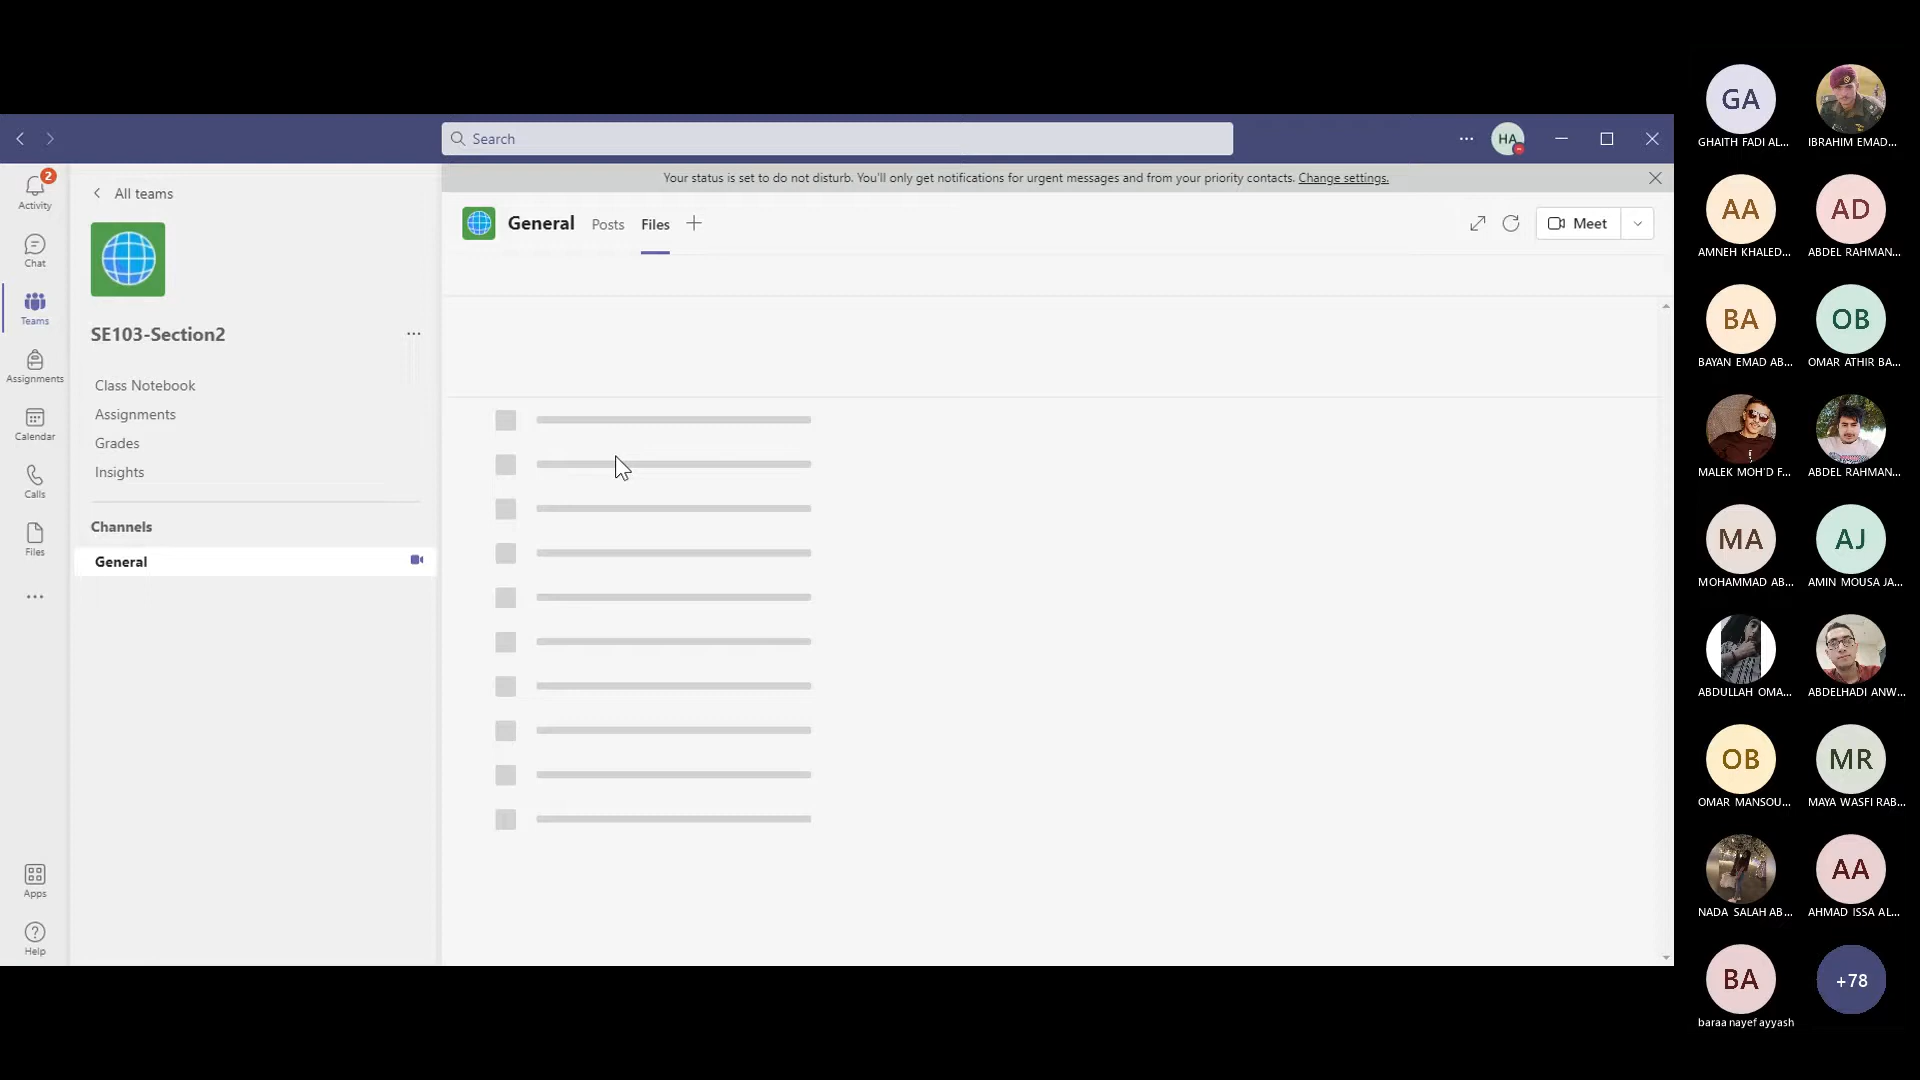 Search
HA
2
Activity
Chat
Teams
Assignments
Calendar
Calls
Files
Apps
Help
All teams
SE103-Section2
Class Notebook
Assignments
Grades
Insights
Channels
General
Your status is set to do not disturb. You'll only get notifications for urgent messages and from your priority contacts. Change settings.
General Posts Files
Meet
GA
GHAITH FADI AL... IBRAHIM EMAD...
AA AD
AMNEH KHALED... ABDEL RAHMAN...
BA OB
BAYAN EMAD AB... OMAR ATHIR BA...
MALEK MOH'D F... ABDEL RAHMAN...
MA AJ
MOHAMMAD AB... AMIN MOUSA JA...
ABDULLAH OMA... ABDELHADI ANW...
OB MR
OMAR MANSOU... MAYA WASFI RAB...
AA
NADA SALAH AB... AHMAD ISSA AL...
BA +78
baraa nayef ayyash